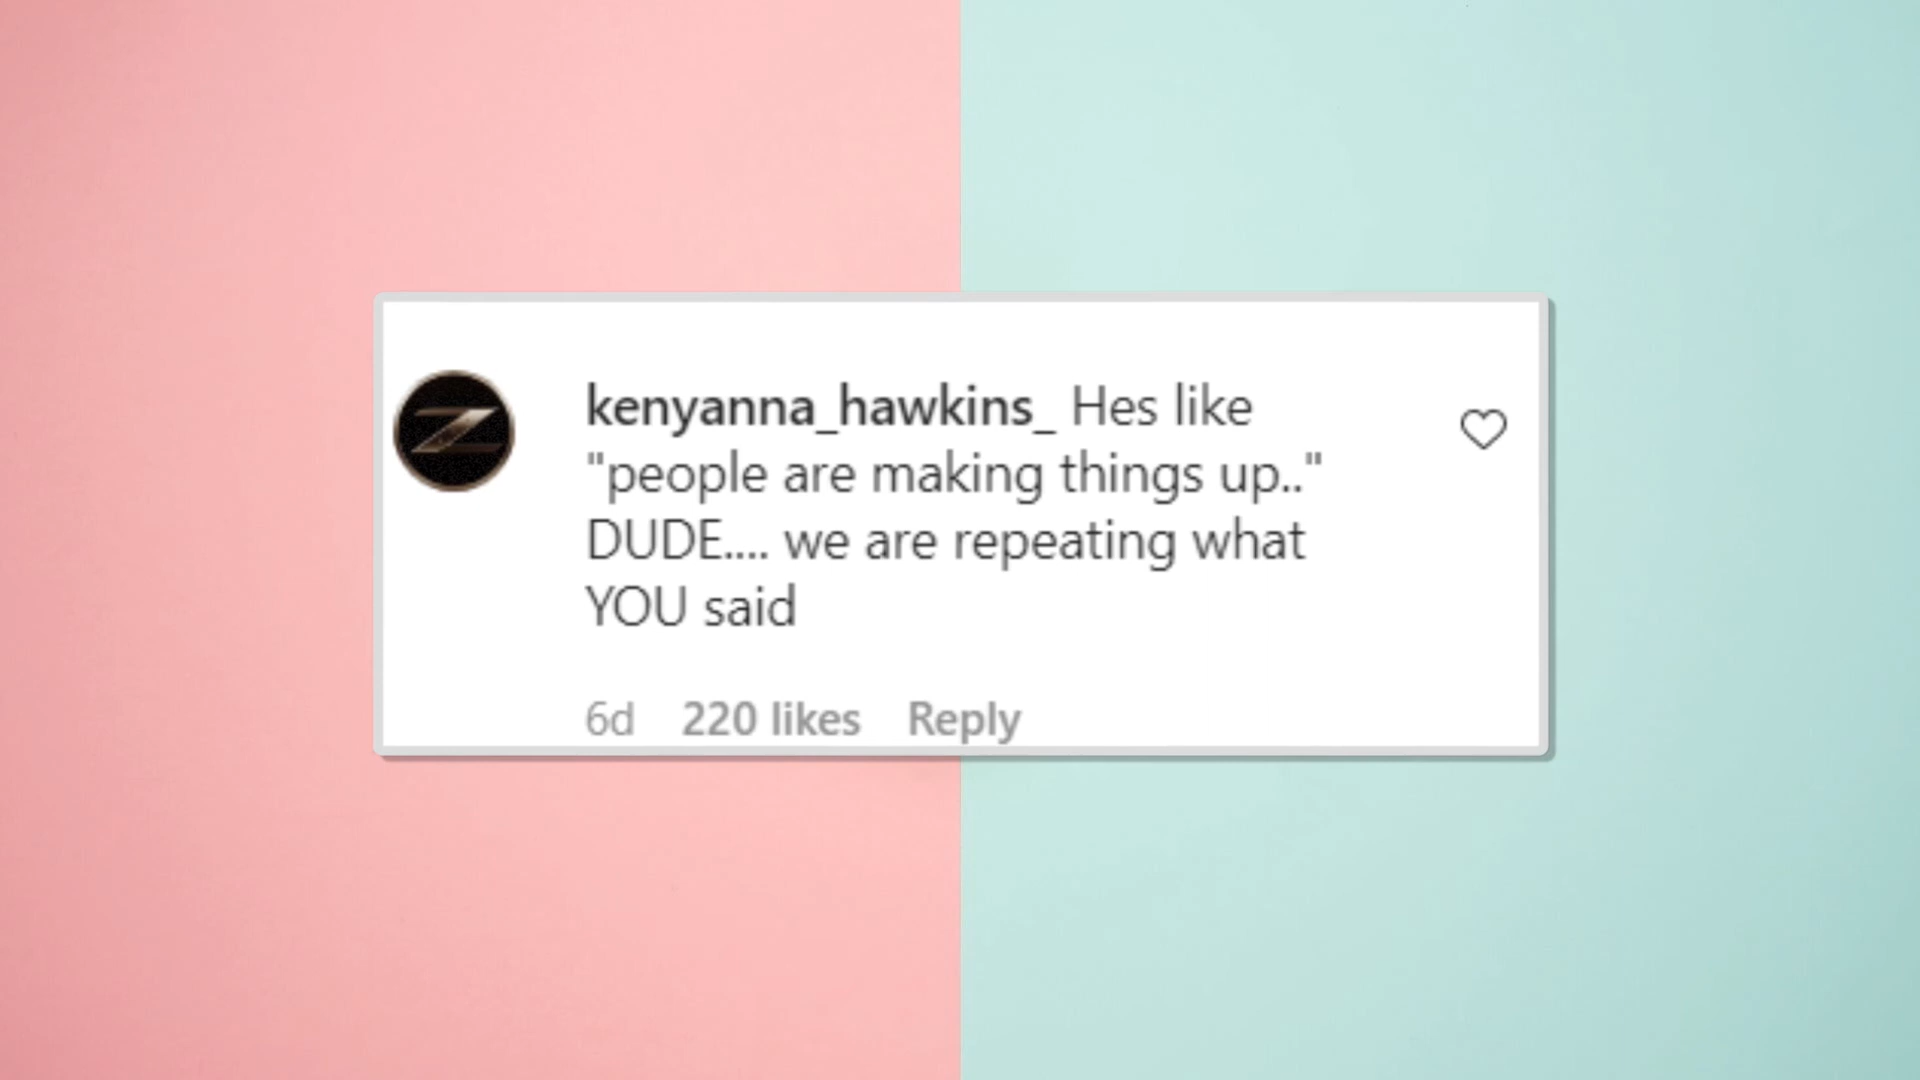 kenyanna_hawkins_ Hes like
"people are making things up.."
DUDE.... we are repeating what
YOU said
6d 220 likes Reply